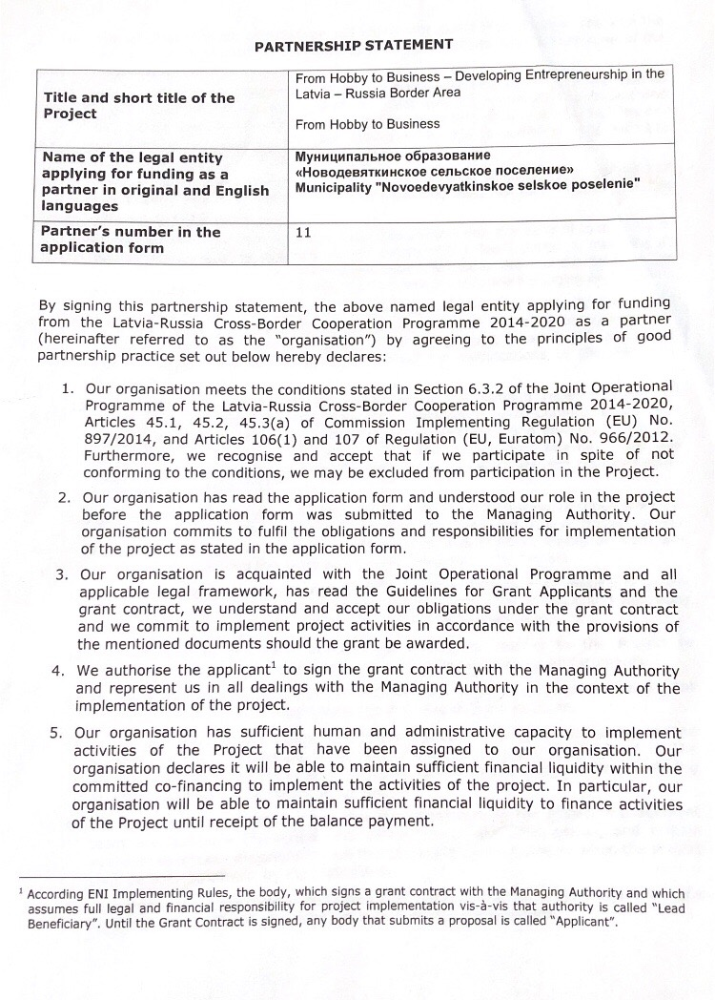 PARTNERSHIP STATEMENT
Title and short title of the
Project
From Hobby to Business – Developing Entrepreneurship in the
Latvia – Russia Border Area
From Hobby to Business
Name of the legal entity
applying for funding as a
partner in original and English
languages
Муниципальное образование
«Новодевяткинское сельское поселение»
Municipality "Novoedevyatkinskoe selskoe poselenie"
Partner's number in the
application form
11
By signing this partnership statement, the above named legal entity applying for funding
from the Latvia-Russia Cross-Border Cooperation Programme 2014-2020 as a partner
(hereinafter referred to as the “organisation”) by agreeing to the principles of good
partnership practice set out below hereby declares:
1. Our organisation meets the conditions stated in Section 6.3.2 of the Joint Operational
Programme of the Latvia-Russia Cross-Border Cooperation Programme 2014-2020,
Articles 45.1, 45.2, 45.3(a) of Commission Implementing Regulation (EU) No.
897/2014, and Articles 106(1) and 107 of Regulation (EU, Euratom) No. 966/2012.
Furthermore, we recognise and accept that if we participate in spite of not
conforming to the conditions, we may be excluded from participation in the Project.
2. Our organisation has read the application form and understood our role in the project
before the application form was submitted to the Managing Authority. Our
organisation commits to fulfil the obligations and responsibilities for implementation
of the project as stated in the application form.
3. Our organisation is acquainted with the Joint Operational Programme and all
applicable legal framework, has read the Guidelines for Grant Applicants and the
grant contract, we understand and accept our obligations under the grant contract
and we commit to implement project activities in accordance with the provisions of
the mentioned documents should the grant be awarded.
4. We authorise the applicant¹ to sign the grant contract with the Managing Authority
and represent us in all dealings with the Managing Authority in the context of the
implementation of the project.
5. Our organisation has sufficient human and administrative capacity to implement
activities of the Project that have been assigned to our organisation. Our
organisation declares it will be able to maintain sufficient financial liquidity within the
committed co-financing to implement the activities of the project. In particular, our
organisation will be able to maintain sufficient financial liquidity to finance activities
of the Project until receipt of the balance payment.
¹ According ENI Implementing Rules, the body, which signs a grant contract with the Managing Authority and which
assumes full legal and financial responsibility for project implementation vis-à-vis that authority is called “Lead
Beneficiary”. Until the Grant Contract is signed, any body that submits a proposal is called “Applicant”.